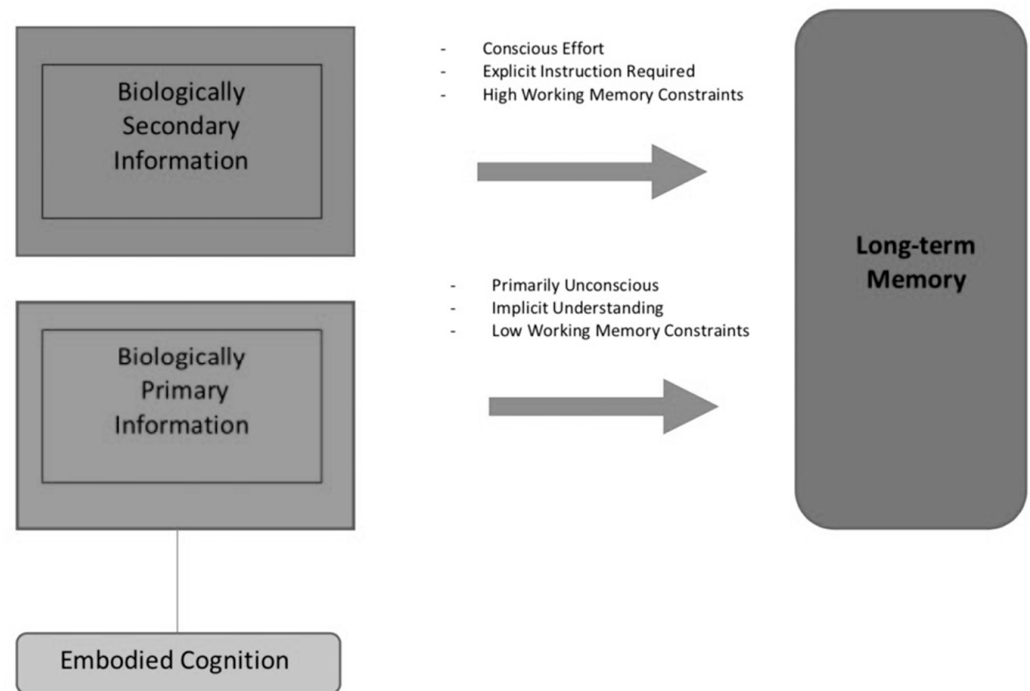 Biologically
Secondary
Information
- Conscious Effort
- Explicit Instruction Required
- High Working Memory Constraints
Long-term
Memory
Biologically
Primary
Information
- Primarily Unconscious
- Implicit Understanding
- Low Working Memory Constraints
Embodied Cognition